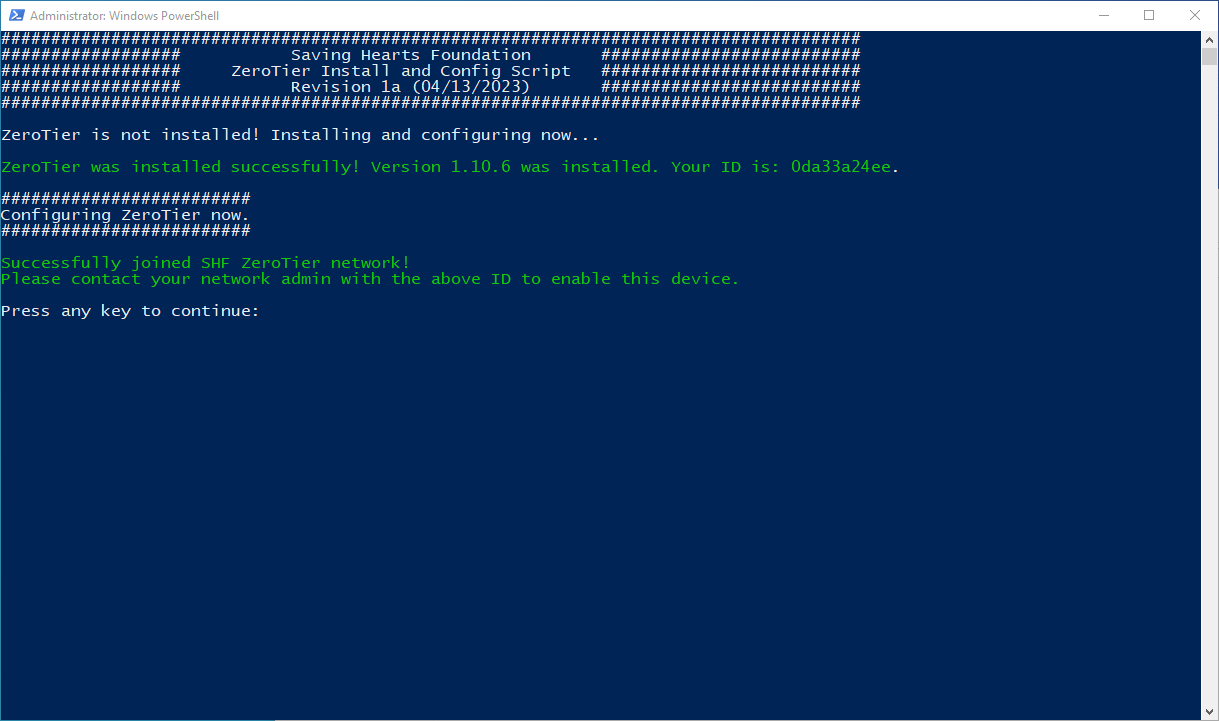 Administrator: Windows PowerShell
######################################################################################
################## Saving Hearts Foundation ##########################
################## ZeroTier Install and Config Script ##########################
################## Revision 1a (04/13/2023) ##########################
######################################################################################
ZeroTier is not installed! Installing and configuring now...
ZeroTier was installed successfully! Version 1.10.6 was installed. Your ID is: 0da33a24ee.
#########################
Configuring ZeroTier now.
#########################
Successfully joined SHF ZeroTier network!
Please contact your network admin with the above ID to enable this device.
Press any key to continue: